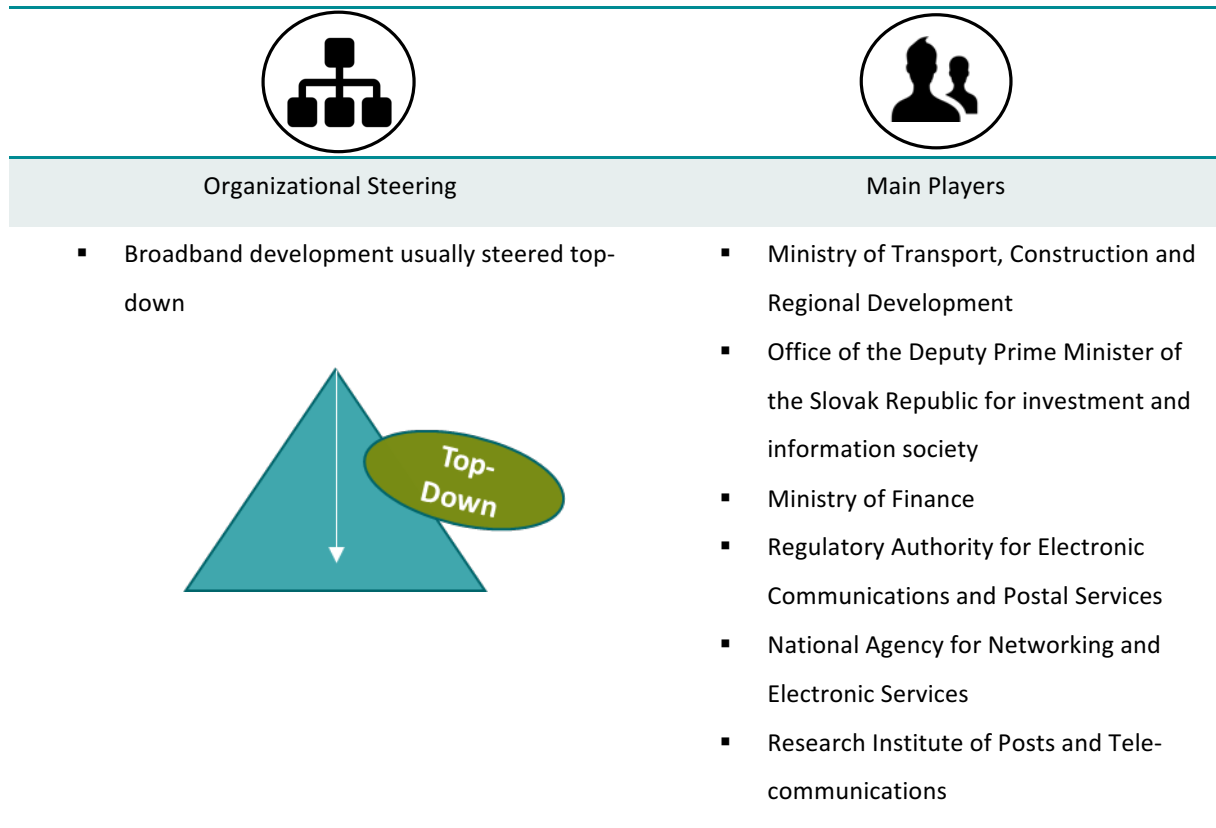 Organizational Steering
Main Players
▪ Broadband development usually steered top-
down
Top-
Down
▪ Ministry of Transport, Construction and
Regional Development
▪ Office of the Deputy Prime Minister of
the Slovak Republic for investment and
information society
▪ Ministry of Finance
▪ Regulatory Authority for Electronic
Communications and Postal Services
▪ National Agency for Networking and
Electronic Services
▪ Research Institute of Posts and Tele-
communications